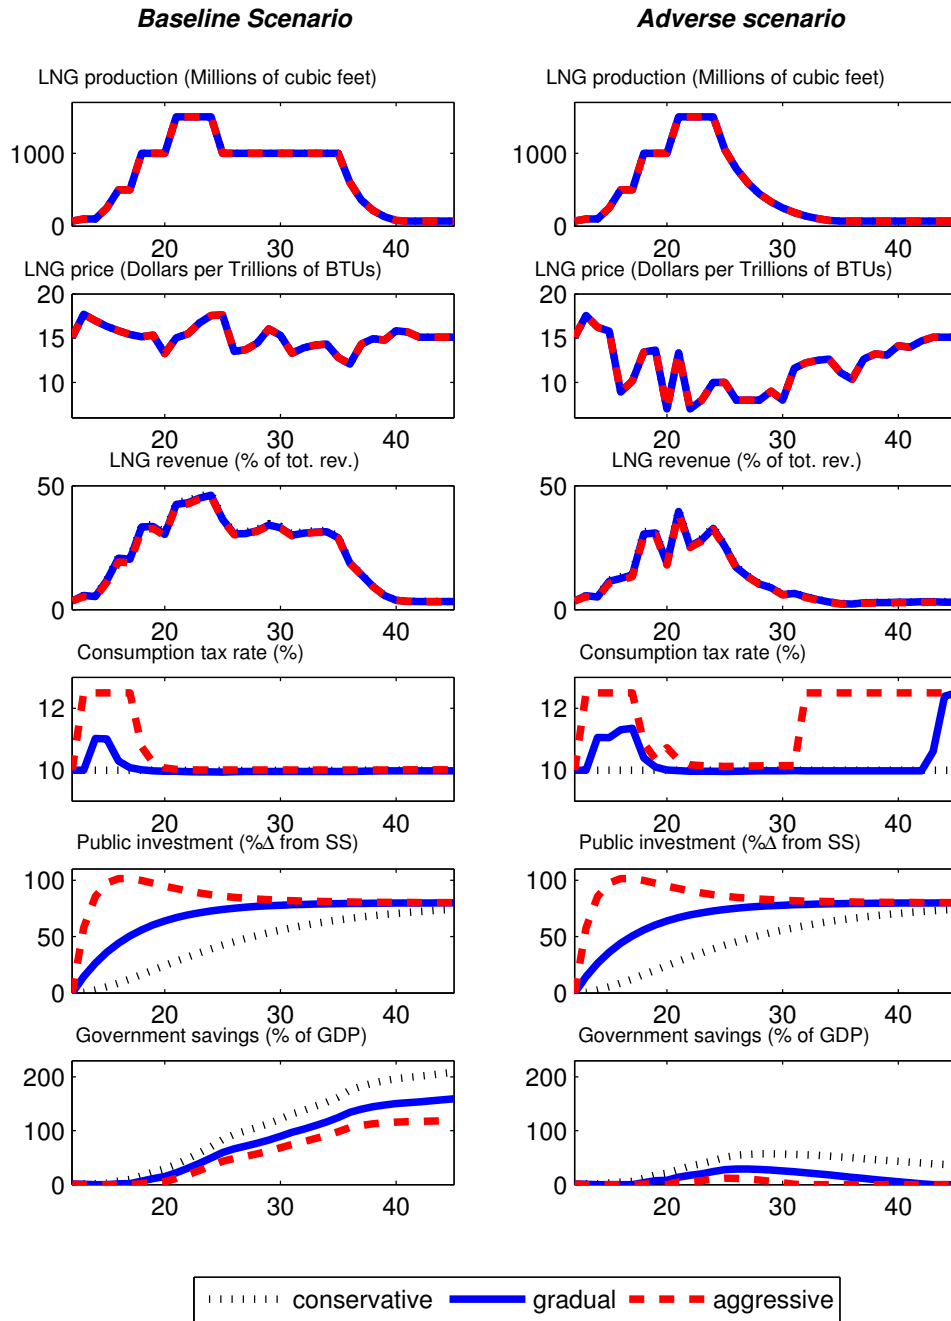 Baseline Scenario
Adverse scenario
LNG production (Millions of cubic feet)
1000
0
20 30 40
LNG production (Millions of cubic feet)
1000
0
20 30 40
LNG price (Dollars per Trillions of BTUs)
20
15
10
20 30 40
LNG price (Dollars per Trillions of BTUs)
20
15
10
20 30 40
LNG revenue (% of tot. rev.)
50
0
20 30 40
LNG revenue (% of tot. rev.)
50
0
20 30 40
Consumption tax rate (%)
12
10
20 30 40
Consumption tax rate (%)
12
10
20 30 40
Public investment (%Δ from SS)
100
50
0
20 30 40
Public investment (%Δ from SS)
100
50
0
20 30 40
Government savings (% of GDP)
200
100
0
20 30 40
Government savings (% of GDP)
200
100
0
20 30 40
conservative gradual aggressive